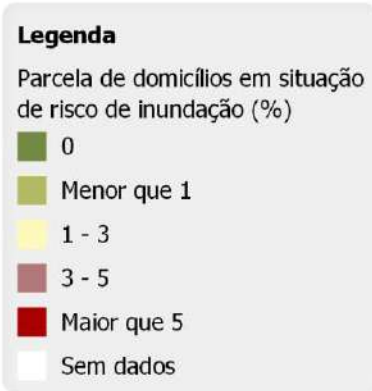 Legenda
Parcela de domicílios em situação
de risco de inundação (%)
0
Menor que 1
1 - 3
3 - 5
Maior que 5
Sem dados